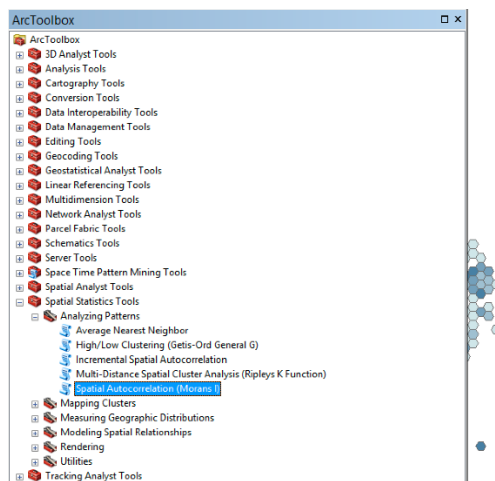 ArcToolbox
ArcToolbox
3D Analyst Tools
Analysis Tools
Cartography Tools
Conversion Tools
Data Interoperability Tools
Data Management Tools
Editing Tools
Geocoding Tools
Geostatistical Analyst Tools
Linear Referencing Tools
Multidimension Tools
Network Analyst Tools
Parcel Fabric Tools
Schematics Tools
Server Tools
Space Time Pattern Mining Tools
Spatial Analyst Tools
Spatial Statistics Tools
Analyzing Patterns
Average Nearest Neighbor
High/Low Clustering (Getis-Ord General G)
Incremental Spatial Autocorrelation
Multi-Distance Spatial Cluster Analysis (Ripleys K Function)
Spatial Autocorrelation (Morans I)
Mapping Clusters
Measuring Geographic Distributions
Modeling Spatial Relationships
Rendering
Utilities
Tracking Analyst Tools